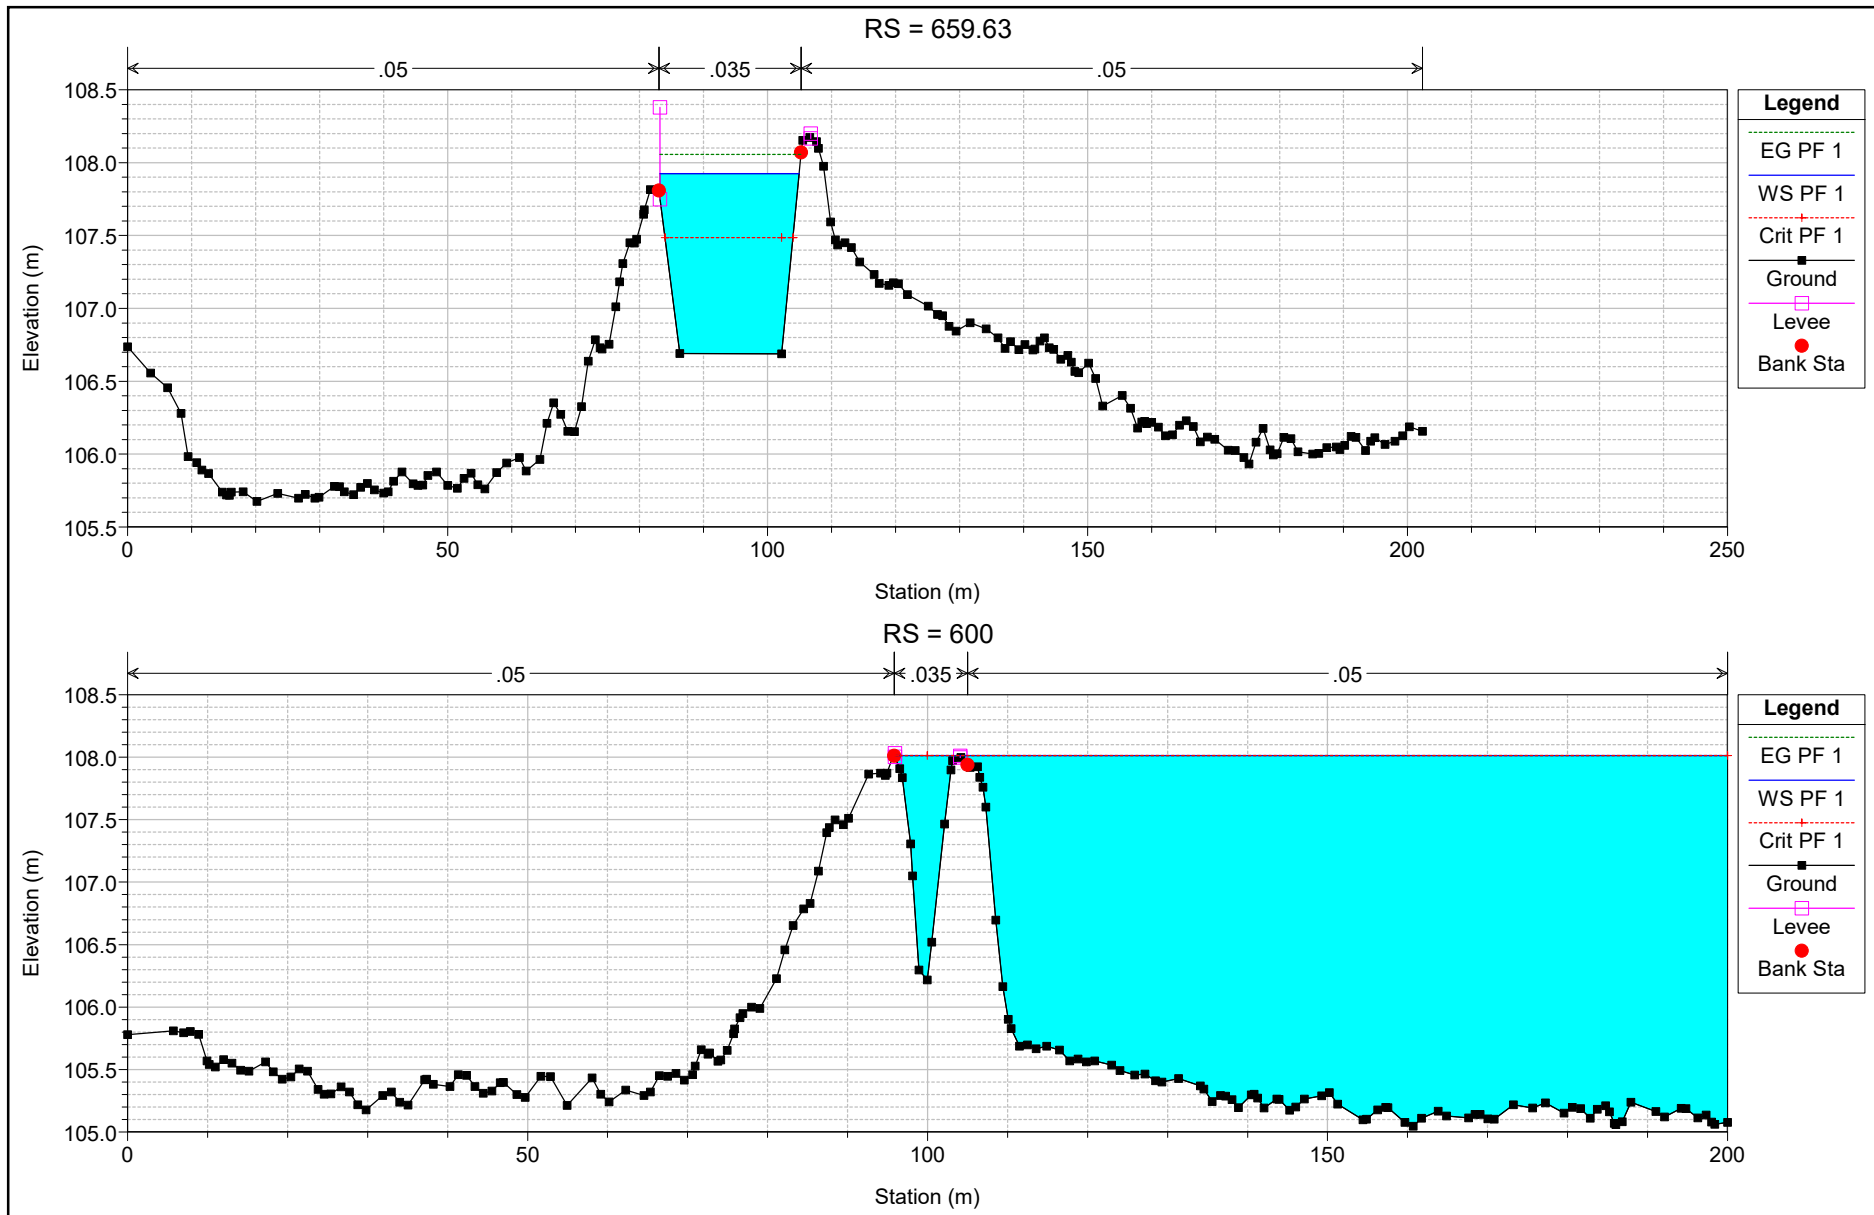 RS = 659.63
.05 .035 .05
108.5
108.0
107.5
107.0
106.5
106.0
105.5
0 50 100 150 200 250
Elevation (m)
Station (m)
Legend
EG PF 1
WS PF 1
Crit PF 1
Ground
Levee
Bank Sta
RS = 600
.05 .035 .05
108.5
108.0
107.5
107.0
106.5
106.0
105.5
105.0
0 50 100 150 200
Elevation (m)
Station (m)
Legend
EG PF 1
WS PF 1
Crit PF 1
Ground
Levee
Bank Sta